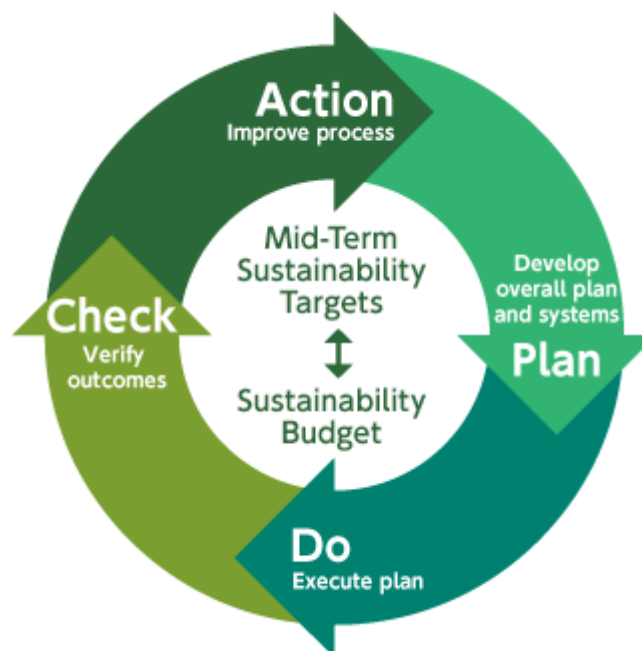 Action
Improve process
Develop
overall plan
and systems
Plan
Do
Execute plan
Check
Verify
outcomes
Mid-Term
Sustainability
Targets
Sustainability
Budget